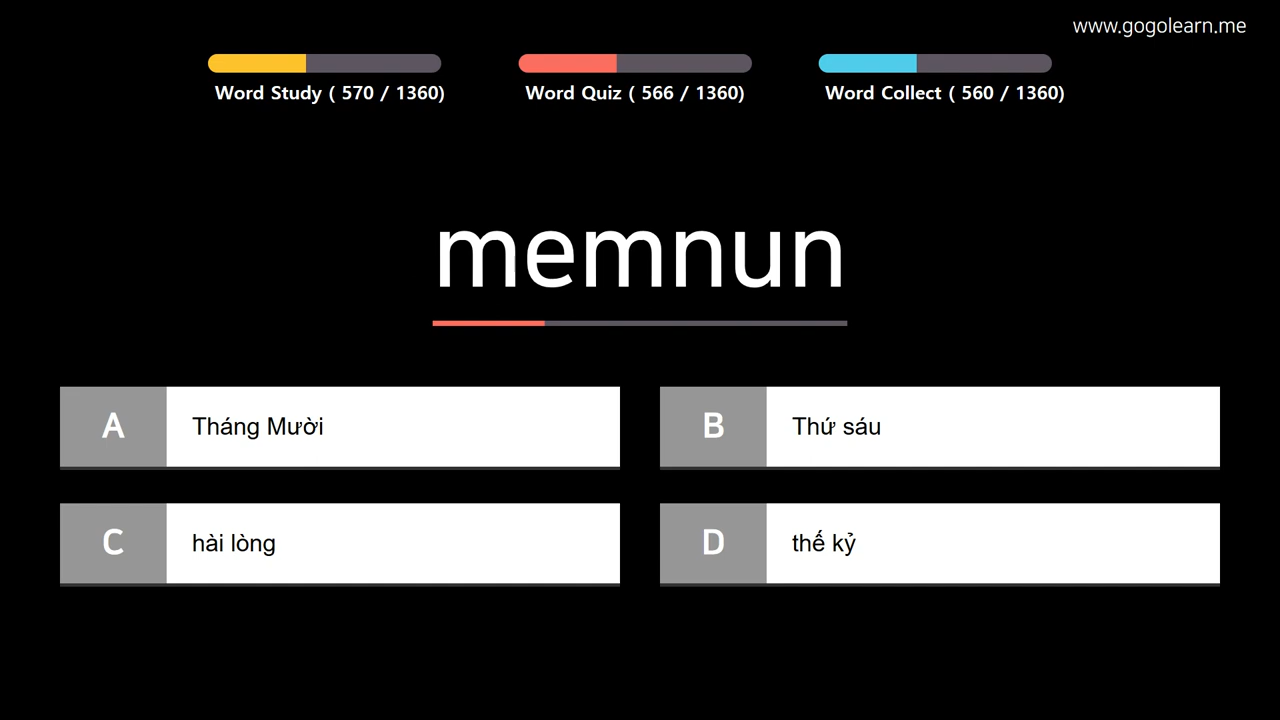 www.gogolearn.me
Word Study ( 570 / 1360)
Word Quiz ( 566 / 1360)
Word Collect ( 560 / 1360)
memnun
A Tháng Mười
B Thứ sáu
C hài lòng
D thế kỷ